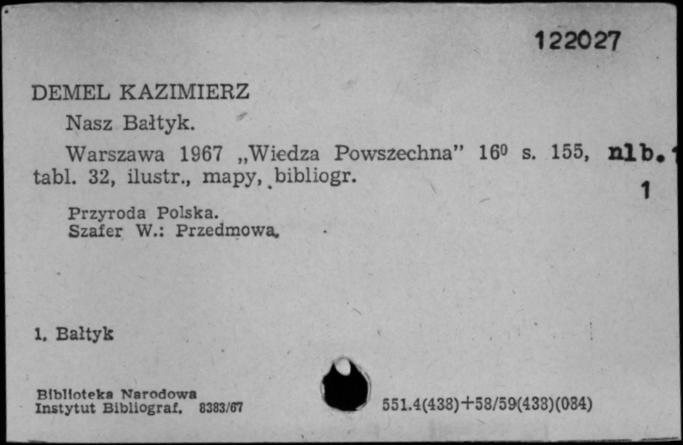 122027
DEMEL KAZIMIERZ
Nasz Bałtyk.
Warszawa 1967 „Wiedza Powszechna” 16⁰ s. 155, nlb. 1
tabl. 32, ilustr., mapy, bibliogr.
1
Przyroda Polska.
Szafer W.: Przedmowa.
1. Bałtyk
Biblioteka Narodowa
Instytut Bibliograf. 8383/67
551.4(438)+58/59(438)(084)